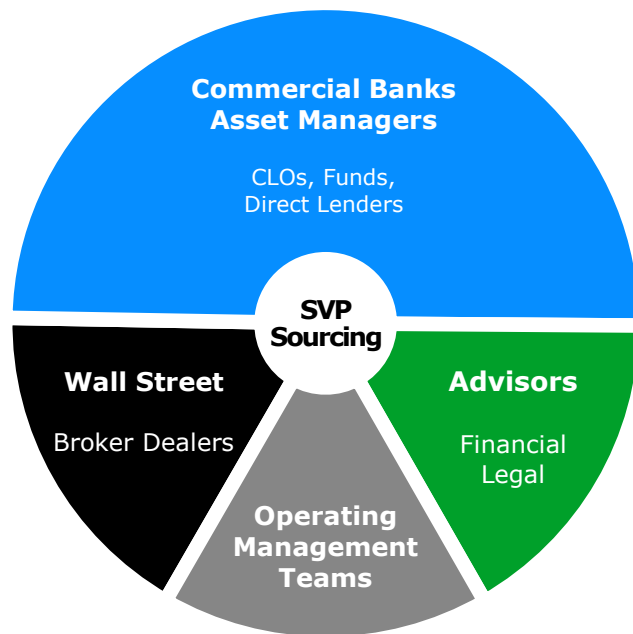 Commercial Banks
Asset Managers
CLOs, Funds,
Direct Lenders
SVP
Sourcing
Wall Street
Broker Dealers
Advisors
Financial
Legal
Operating
Management
Teams